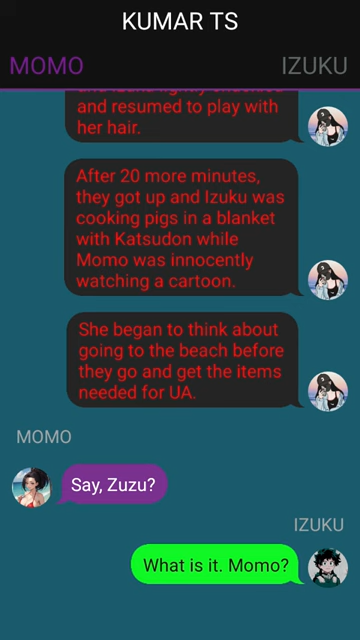 KUMAR TS
MOMO
IZUKU
and resumed to play with
her hair.
After 20 more minutes,
they got up and Izuku was
cooking pigs in a blanket
with Katsudon while
Momo was innocently
watching a cartoon.
She began to think about
going to the beach before
they go and get the items
needed for UA.
MOMO
Say, Zuzu?
IZUKU
What is it. Momo?